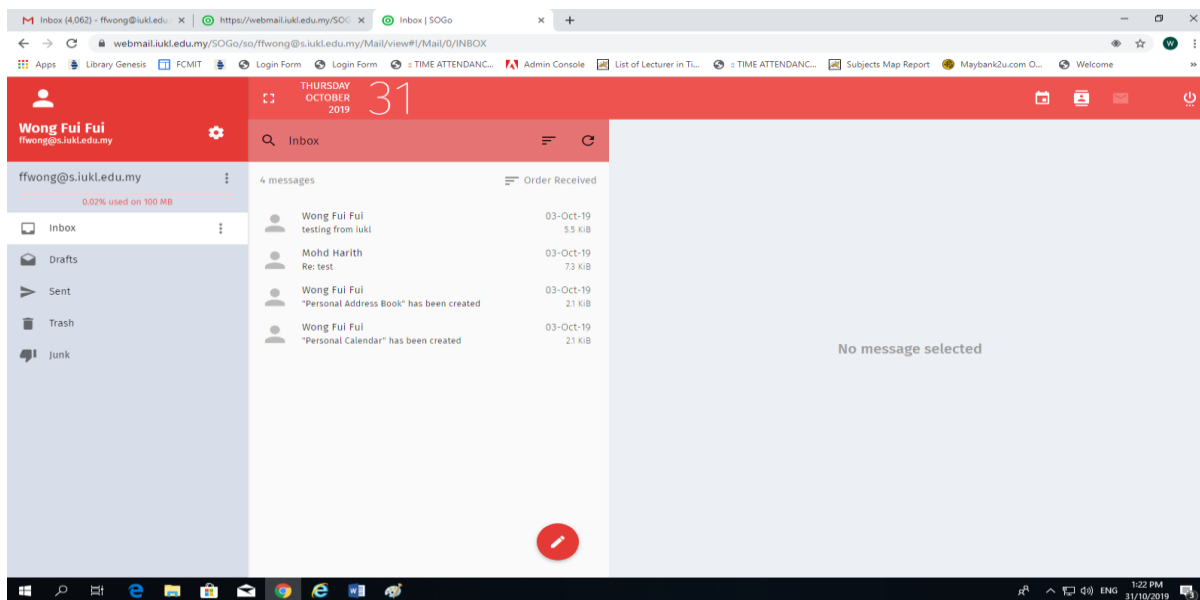 Inbox (4,062) - ffwong@iukl.edu. https://webmail.iukl.edu.my/SOG Inbox | SOGo
webmail.iukl.edu.my/SOGo/so/ffwong@s.iukl.edu.my/Mail/view#!/Mail/0/INBOX
Apps Library Genesis FCMIT Login Form Login Form :: TIME ATTENDANC... Admin Console List of Lecturer in Ti... :: TIME ATTENDANC... Subjects Map Report Maybank2u.com O... Welcome
Wong Fui Fui
ffwong@s.iukl.edu.my
THURSDAY
OCTOBER
2019
31
ffwong@s.iukl.edu.my
0.02% used on 100 MB
Inbox
Drafts
Sent
Trash
Junk
Inbox
4 messages Order Received
Wong Fui Fui 03-Oct-19
testing from iukl 5.5 KiB
Mohd Harith 03-Oct-19
Re: test 7.3 KiB
Wong Fui Fui 03-Oct-19
"Personal Address Book" has been created 2.1 KiB
Wong Fui Fui 03-Oct-19
"Personal Calendar" has been created 2.1 KiB
No message selected
ENG 1:22 PM
31/10/2019